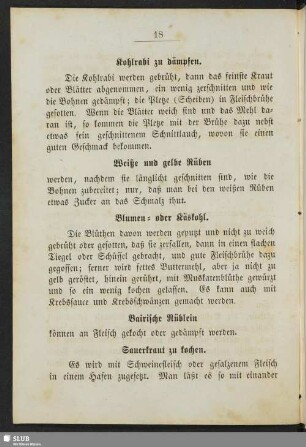 18
Kohlrabi zu dämpfen.
Die Kohlrabi werden gebrüht, dann das feinste Kraut
oder Blätter abgenommen, ein wenig zerschnitten und wie
die Bohnen gedämpft; die Pletze (Scheiben) in Fleischbrühe
gesotten. Wenn die Blätter weich sind und das Mehl da-
ran ist, so kommen die Pletze mit der Brühe dazu nebst
etwas sein geschnittenem Schnittlauch, wovon sie einen
guten Geschmack bekommen.
Weiße und gelbe Rüben
werden, nachdem sie länglicht geschnitten sind, wie die
Bohnen zubereitet; nur, daß man bei den weißen Rüben
etwas Zucker an das Schmalz thut.
Blumen- oder Käskohl.
Die Blüthen davon werden geputzt und nicht zu weich
gebrüht oder gesotten, daß sie zerfallen, dann in einen flachen
Tiegel oder Schüssel gebracht, und gute Fleischbrühe dazu
gegossen; ferner wird fettes Buttermehl, aber ja nicht zu
gelb geröstet, hinein gerührt, mit Muskatenblüthe gewürzt
und so ein wenig kochen gelassen. Es kann auch mit
Krebssauce und Krebsschwänzen gemacht werden.
Bairische Rüblein
können an Fleisch gekocht oder gedämpft werden.
Sauerkraut zu kochen.
Es wird mit Schweinefleisch oder gesalzenem Fleisch
in einem Hafen zugesetzt. Man läßt es so mit einander
SLUB